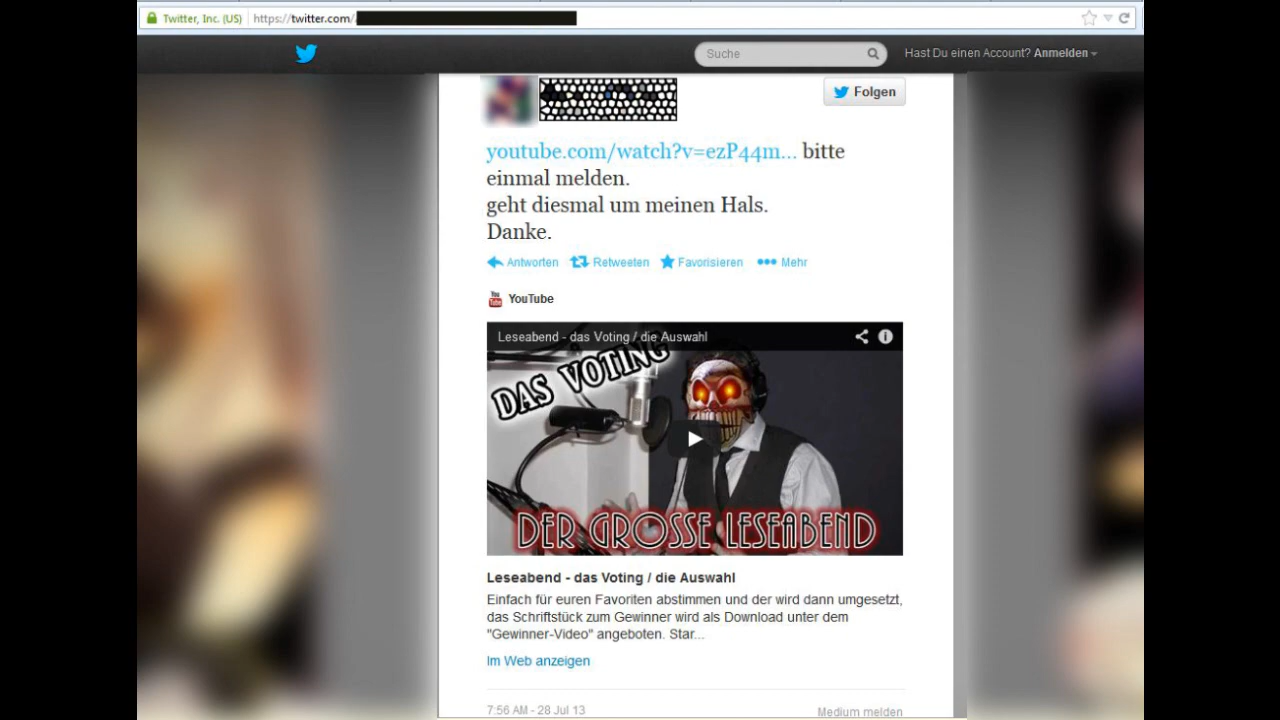 Twitter, Inc. (US) https://twitter.com/
Suche Hast Du einen Account? Anmelden
Folgen
youtube.com/watch?v=ezP44m... bitte
einmal melden.
geht diesmal um meinen Hals.
Danke.
Antworten Retweeten Favorisieren Mehr
You Tube YouTube
Leseabend - das Voting / die Auswahl
DAS VOTING
DER GROSSE LESEABEND
Leseabend - das Voting / die Auswahl
Einfach für euren Favoriten abstimmen und der wird dann umgesetzt,
das Schriftstück zum Gewinner wird als Download unter dem
"Gewinner-Video" angeboten. Star...
Im Web anzeigen
7:56 AM - 28 Jul 13 Medium melden